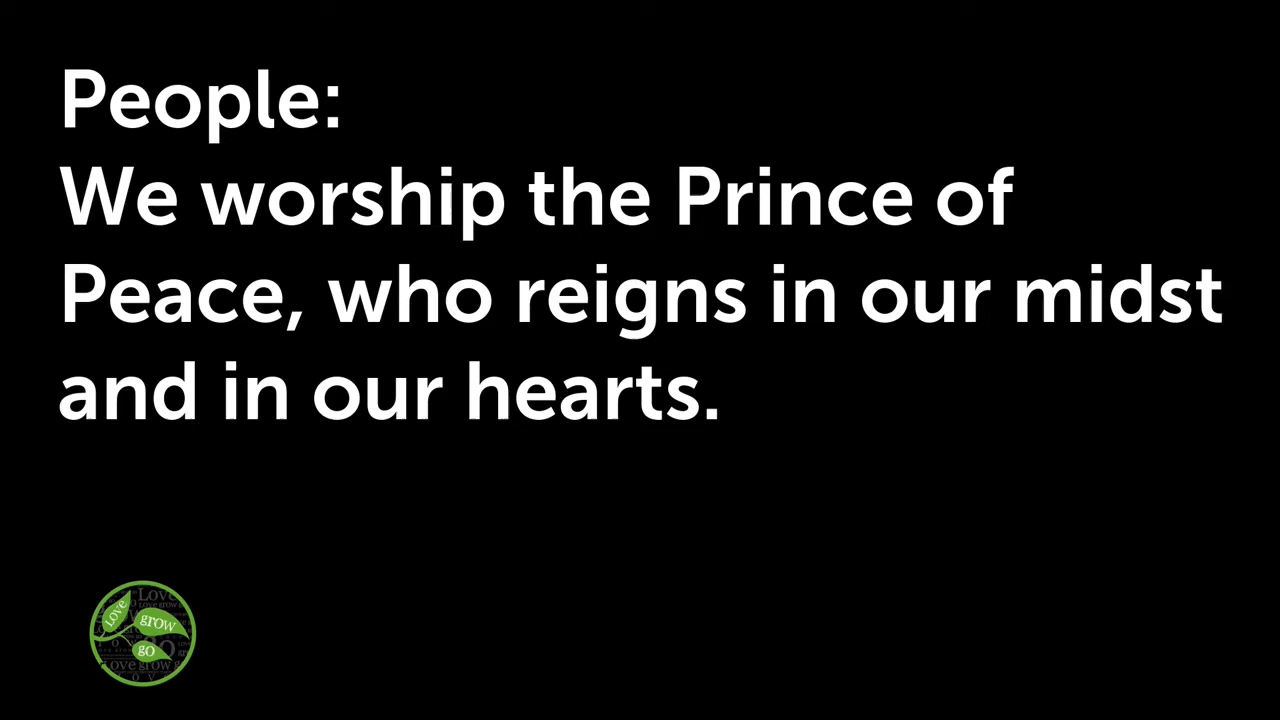 People:
We worship the Prince of
Peace, who reigns in our midst
and in our hearts.
Love
grow
go